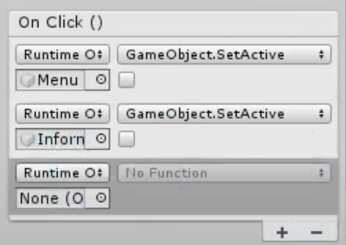 On Click ()
Runtime O GameObject.SetActive
Menu
Runtime O GameObject.SetActive
Inforn
Runtime O No Function
None (O
+ −